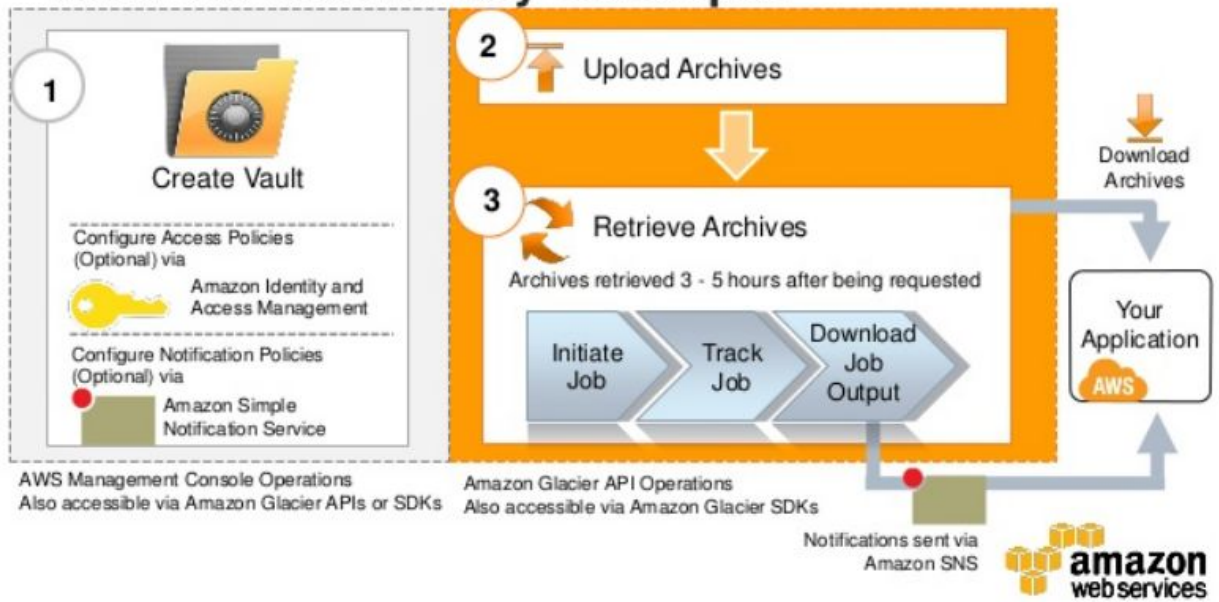 1
Create Vault
Configure Access Policies
(Optional) via
Amazon Identity and
Access Management
Configure Notification Policies
(Optional) via
Amazon Simple
Notification Service
AWS Management Console Operations
Also accessible via Amazon Glacier APIs or SDKs
2
Upload Archives
3
Retrieve Archives
Archives retrieved 3 - 5 hours after being requested
Initiate
Job
Track
Job
Download
Job
Output
Amazon Glacier API Operations
Also accessible via Amazon Glacier SDKs
Download
Archives
Your
Application
AWS
Notifications sent via
Amazon SNS
amazon
webservices